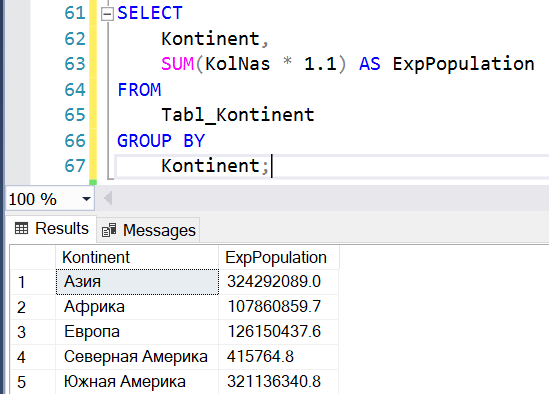 61 SELECT
62 Kontinent,
63 SUM(KolNas * 1.1) AS ExpPopulation
64 FROM
65 Tabl_Kontinent
66 GROUP BY
67 Kontinent;
100 %
Results Messages
Kontinent ExpPopulation
1 Азия 324292089.0
2 Африка 107860859.7
3 Европа 126150437.6
4 Северная Америка 415764.8
5 Южная Америка 321136340.8